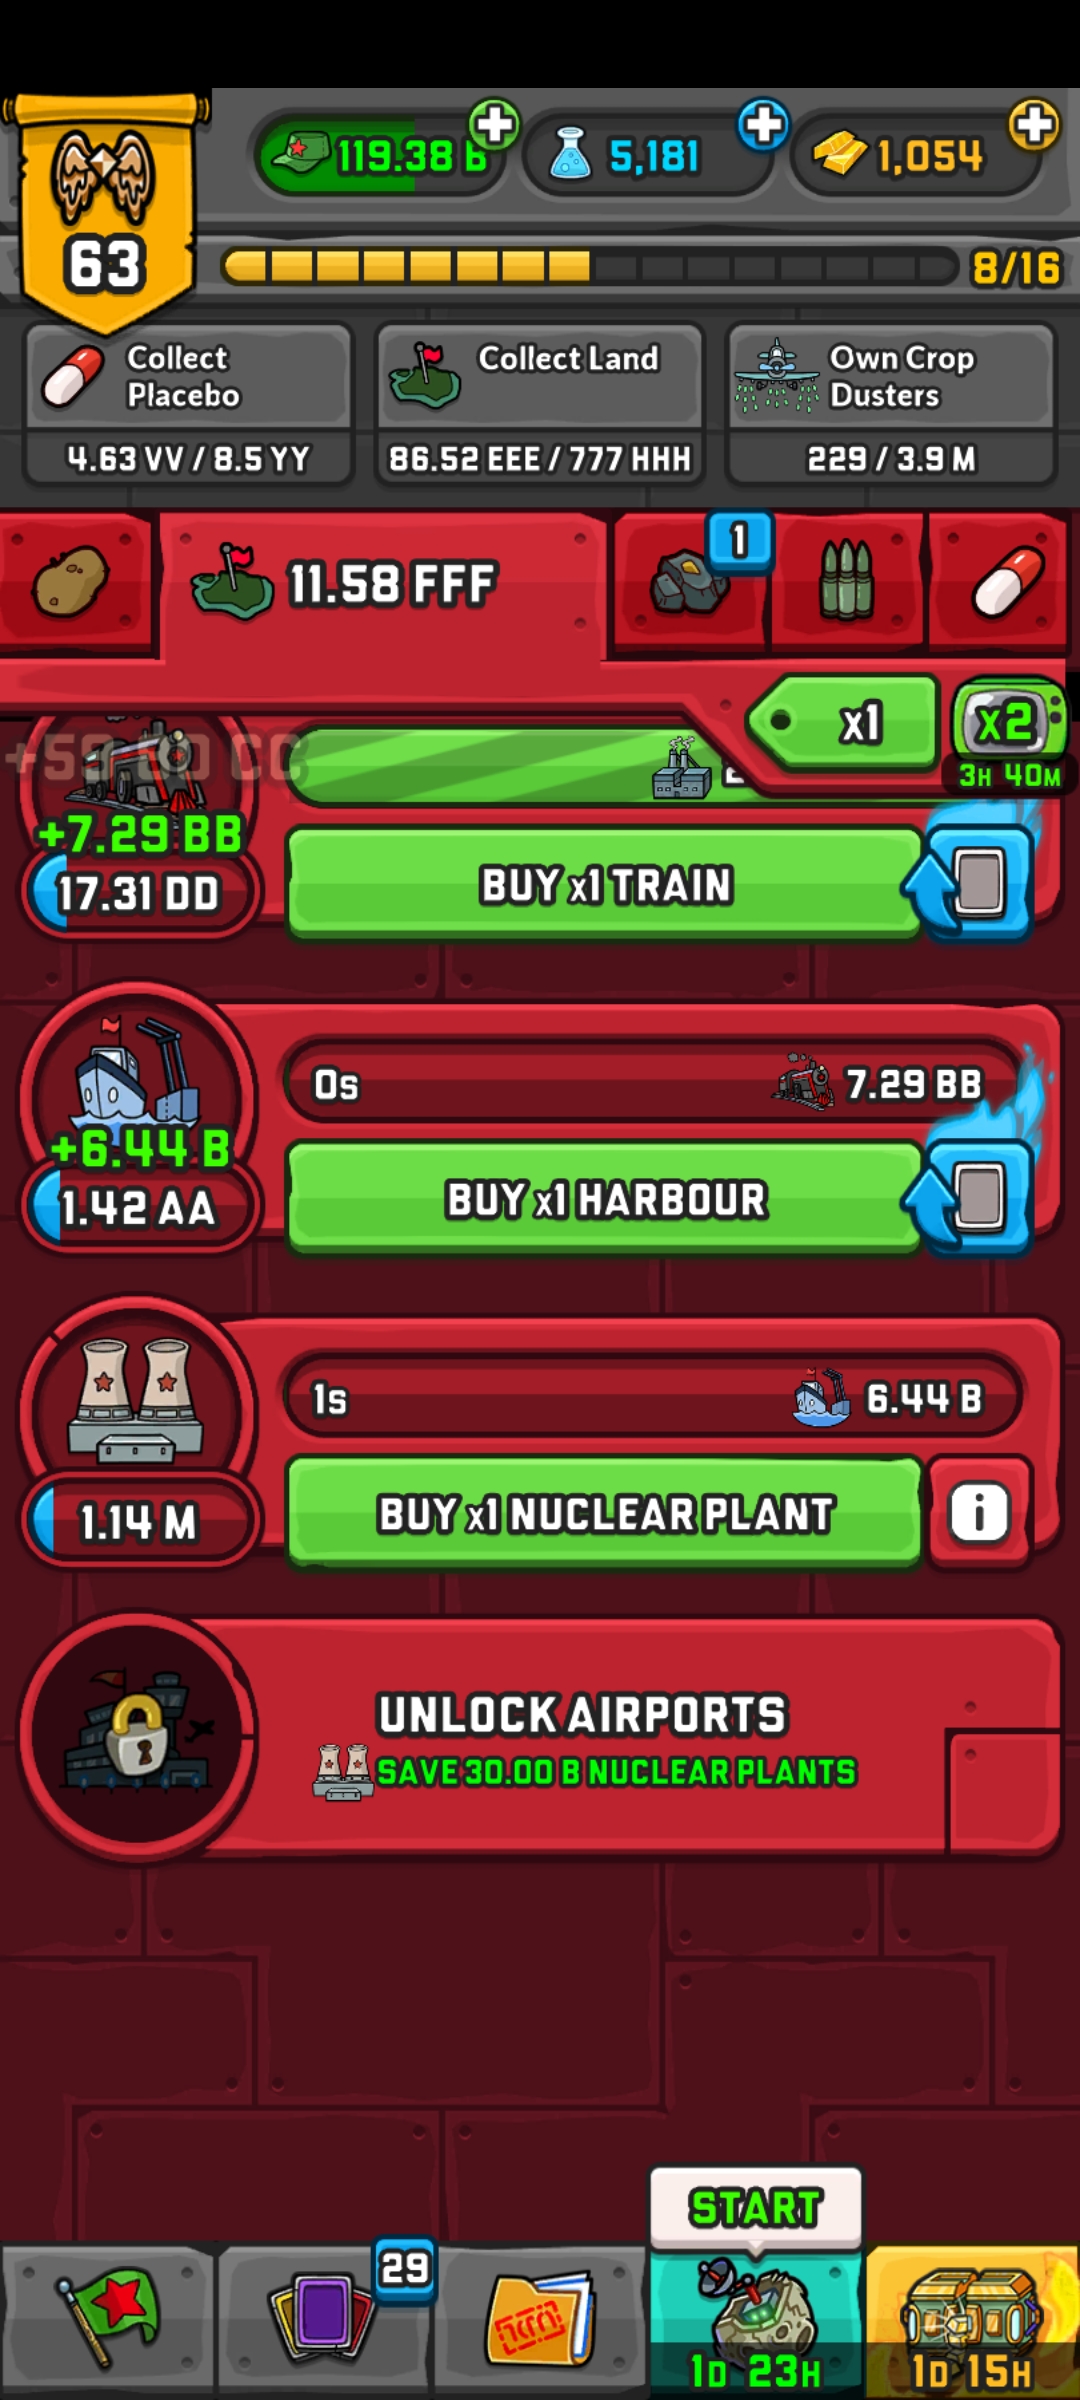 119.38 B
5,181
1,054
63
8/16
Collect
Placebo
4.63 VV / 8.5 YY
Collect Land
86.52 EEE / 777 HHH
Own Crop
Dusters
229 / 3.9 M
11.58 FFF
1
x1
x2
3H 40M
+7.29 BB
17.31 DD
BUY x1 TRAIN
0s
7.29 BB
+6.44 B
1.42 AA
BUY x1 HARBOUR
1s
6.44 B
1.14 M
BUY x1 NUCLEAR PLANT
i
UNLOCK AIRPORTS
SAVE 30.00 B NUCLEAR PLANTS
START
29
1D 23H
1D 15H